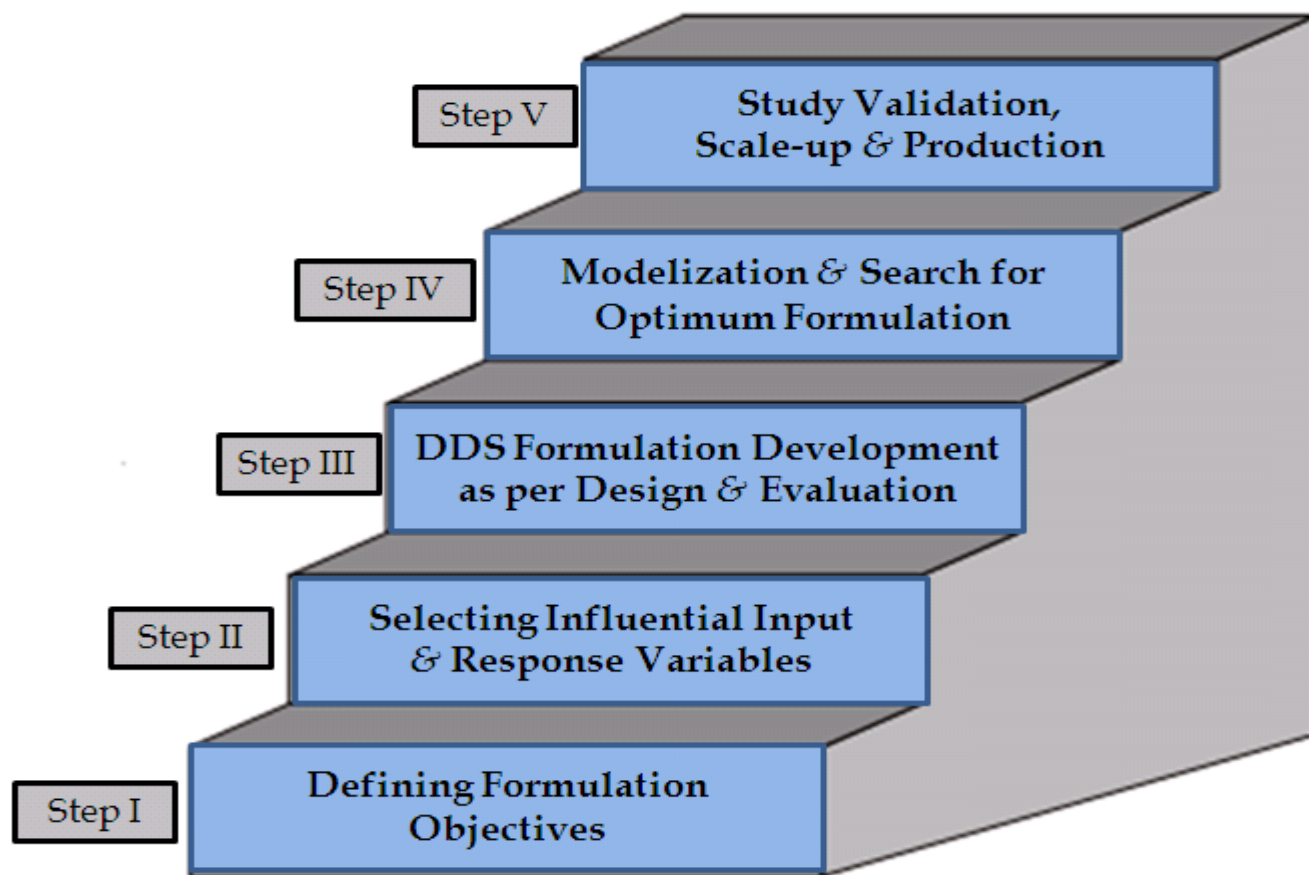 Step V
Study Validation,
Scale-up & Production
Step IV
Modelization & Search for
Optimum Formulation
Step III
DDS Formulation Development
as per Design & Evaluation
Step II
Selecting Influential Input
& Response Variables
Step I
Defining Formulation
Objectives